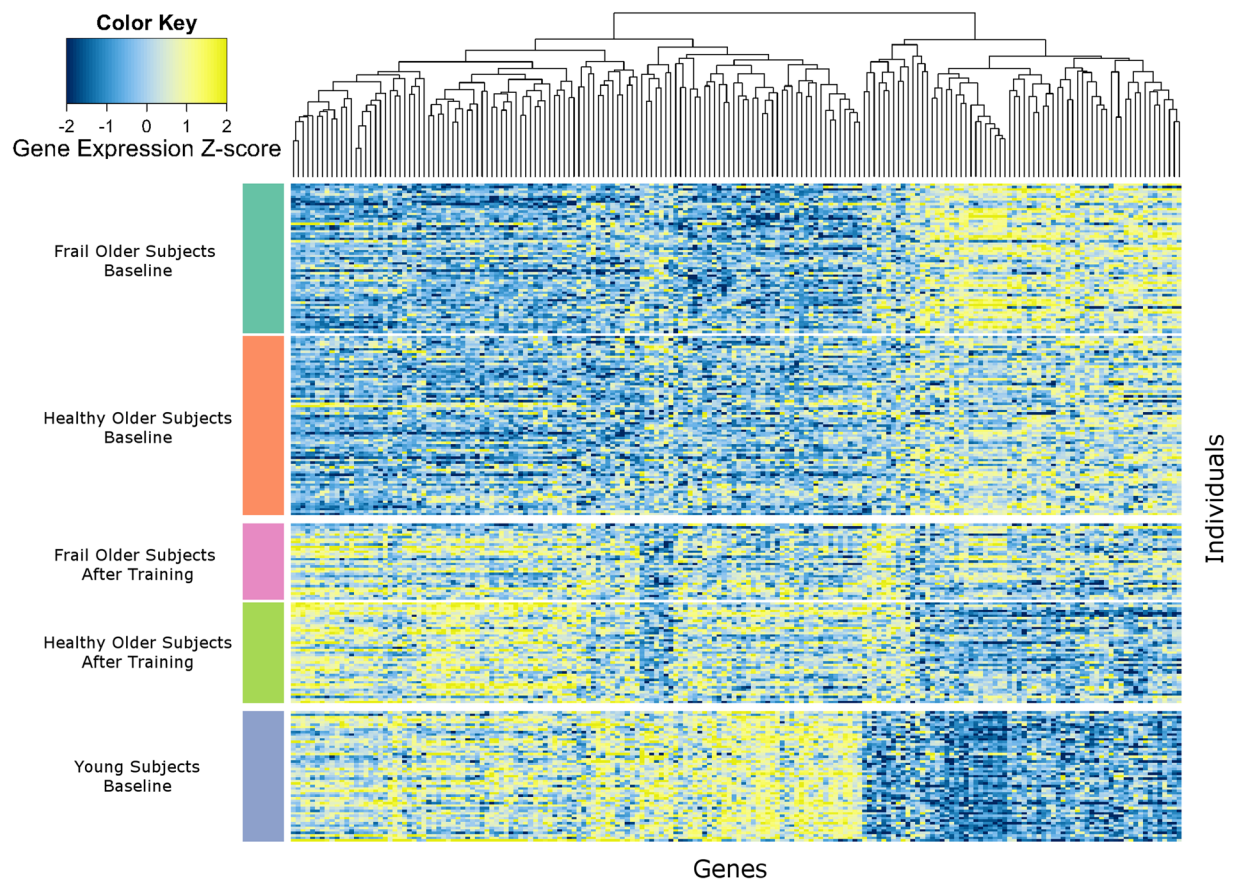 Color Key
-2 -1 0 1 2
Gene Expression Z-score
Frail Older Subjects
Baseline
Healthy Older Subjects
Baseline
Frail Older Subjects
After Training
Healthy Older Subjects
After Training
Young Subjects
Baseline
Individuals
Genes